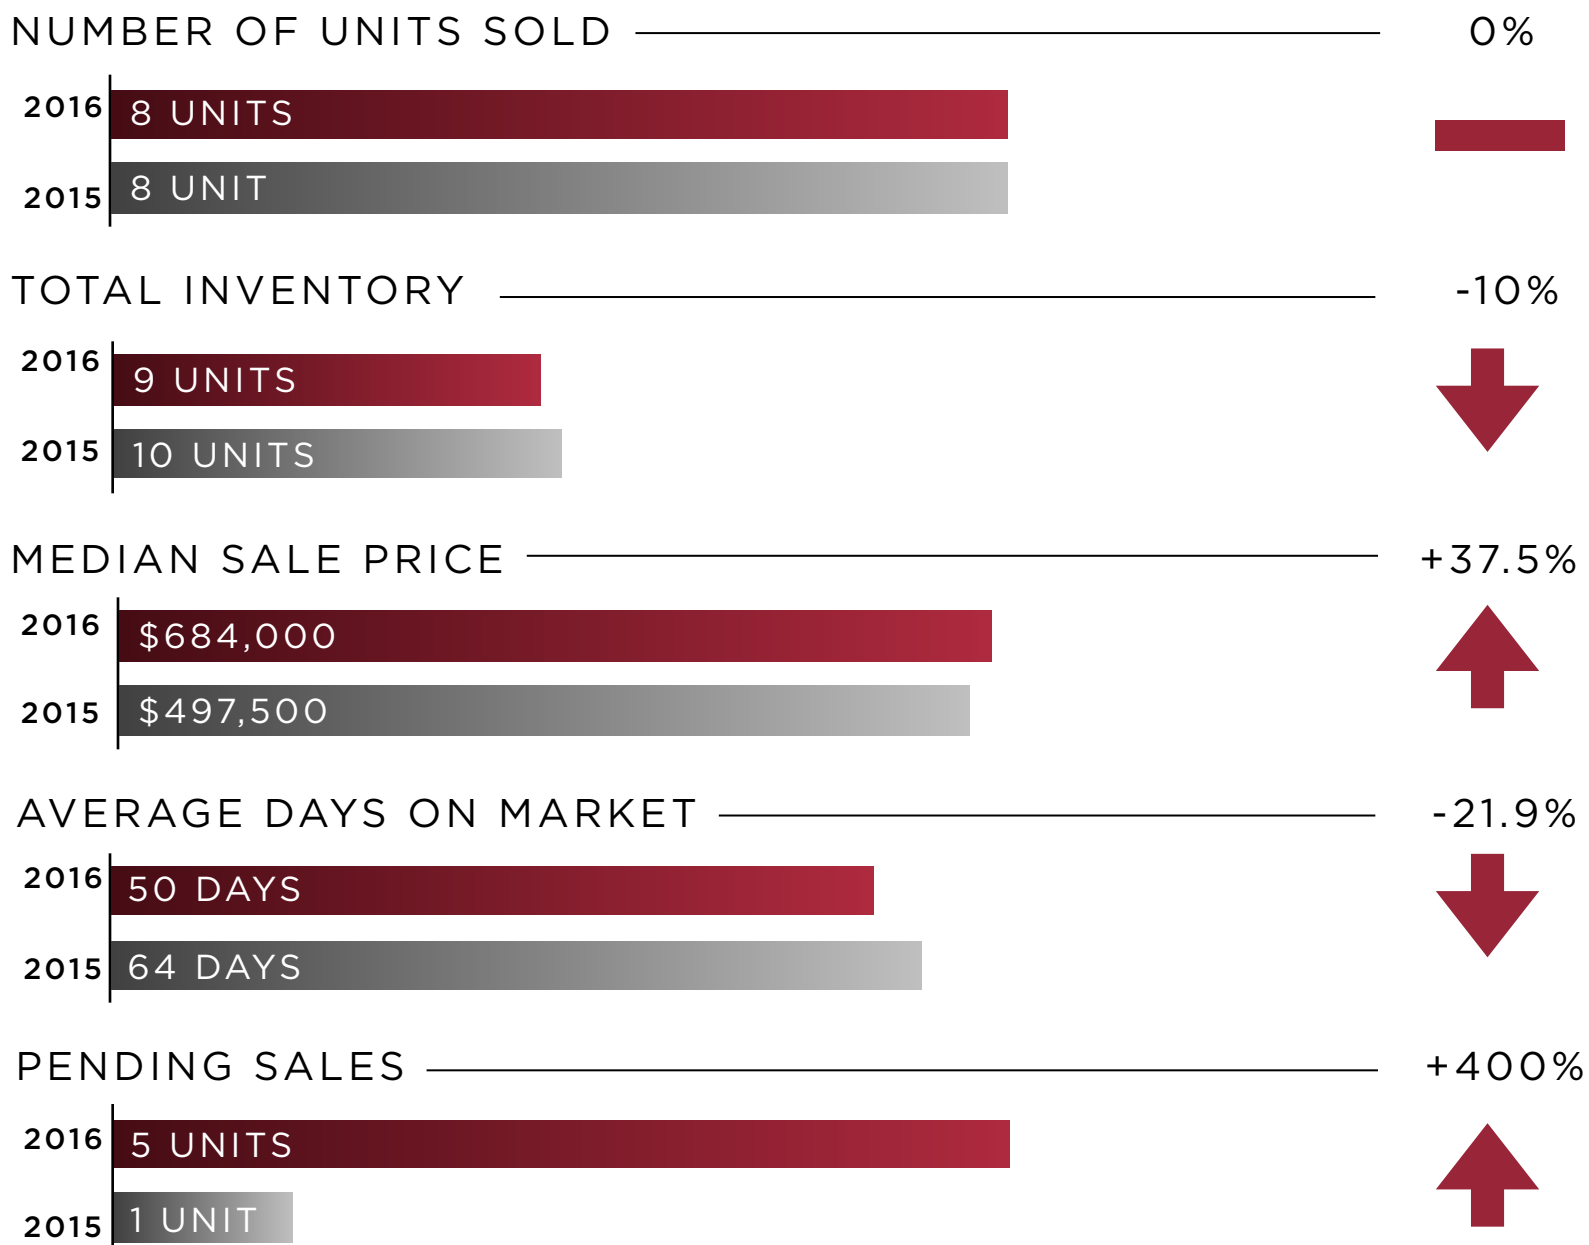 NUMBER OF UNITS SOLD 0%
2016 8 UNITS
2015 8 UNIT
TOTAL INVENTORY -10%
2016 9 UNITS
2015 10 UNITS
MEDIAN SALE PRICE +37.5%
2016 $684,000
2015 $497,500
AVERAGE DAYS ON MARKET -21.9%
2016 50 DAYS
2015 64 DAYS
PENDING SALES +400%
2016 5 UNITS
2015 1 UNIT